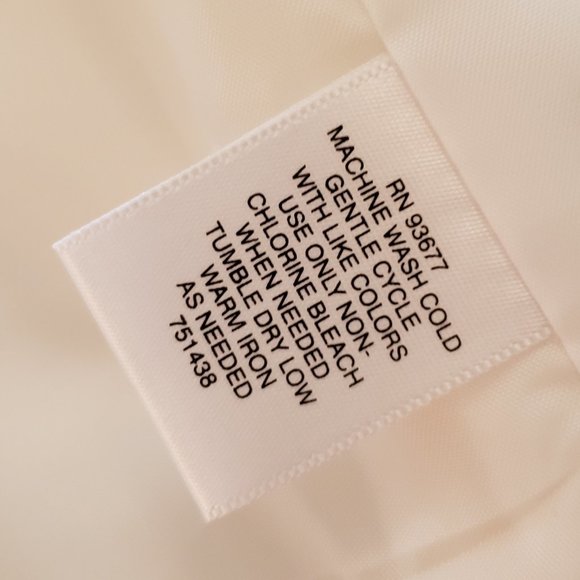 RN 93677
MACHINE WASH COLD
GENTLE CYCLE
WITH LIKE COLORS
USE ONLY NON-
CHLORINE BLEACH
WHEN NEEDED
TUMBLE DRY LOW
WARM IRON
AS NEEDED
751438